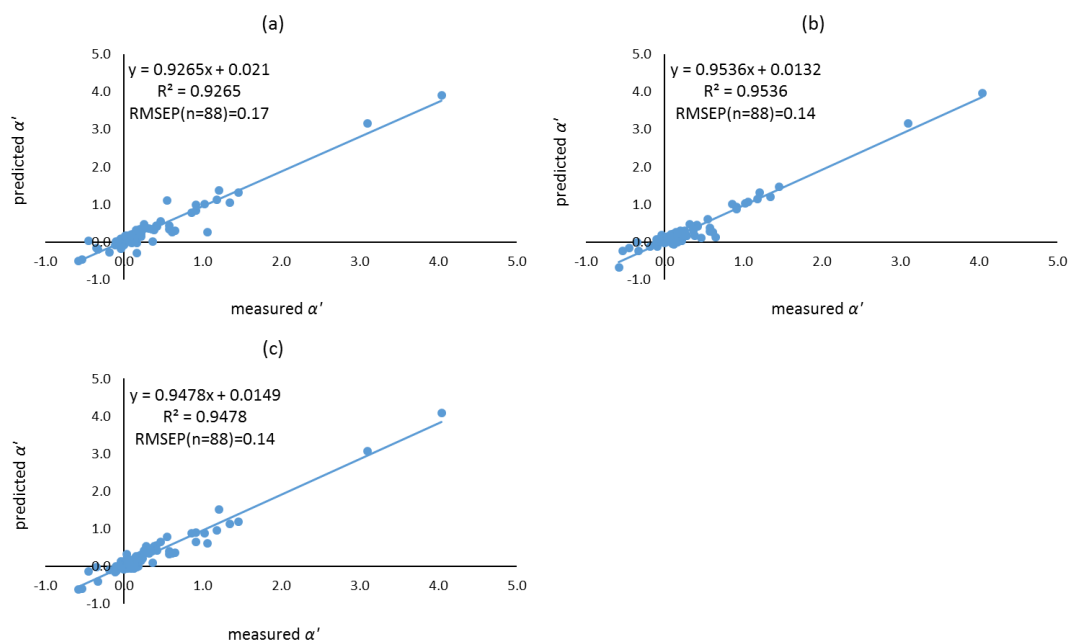 (a)
5.0
4.0
3.0
2.0
1.0
0.0
-1.0
-1.0 0.0 1.0 2.0 3.0 4.0 5.0
y = 0.9265x + 0.021
R² = 0.9265
RMSEP(n=88)=0.17
predicted α'
measured α'
(b)
5.0
4.0
3.0
2.0
1.0
0.0
-1.0
-1.0 0.0 1.0 2.0 3.0 4.0 5.0
y = 0.9536x + 0.0132
R² = 0.9536
RMSEP(n=88)=0.14
predicted α'
measured α'
(c)
5.0
4.0
3.0
2.0
1.0
0.0
-1.0
-1.0 0.0 1.0 2.0 3.0 4.0 5.0
y = 0.9478x + 0.0149
R² = 0.9478
RMSEP(n=88)=0.14
predicted α'
measured α'